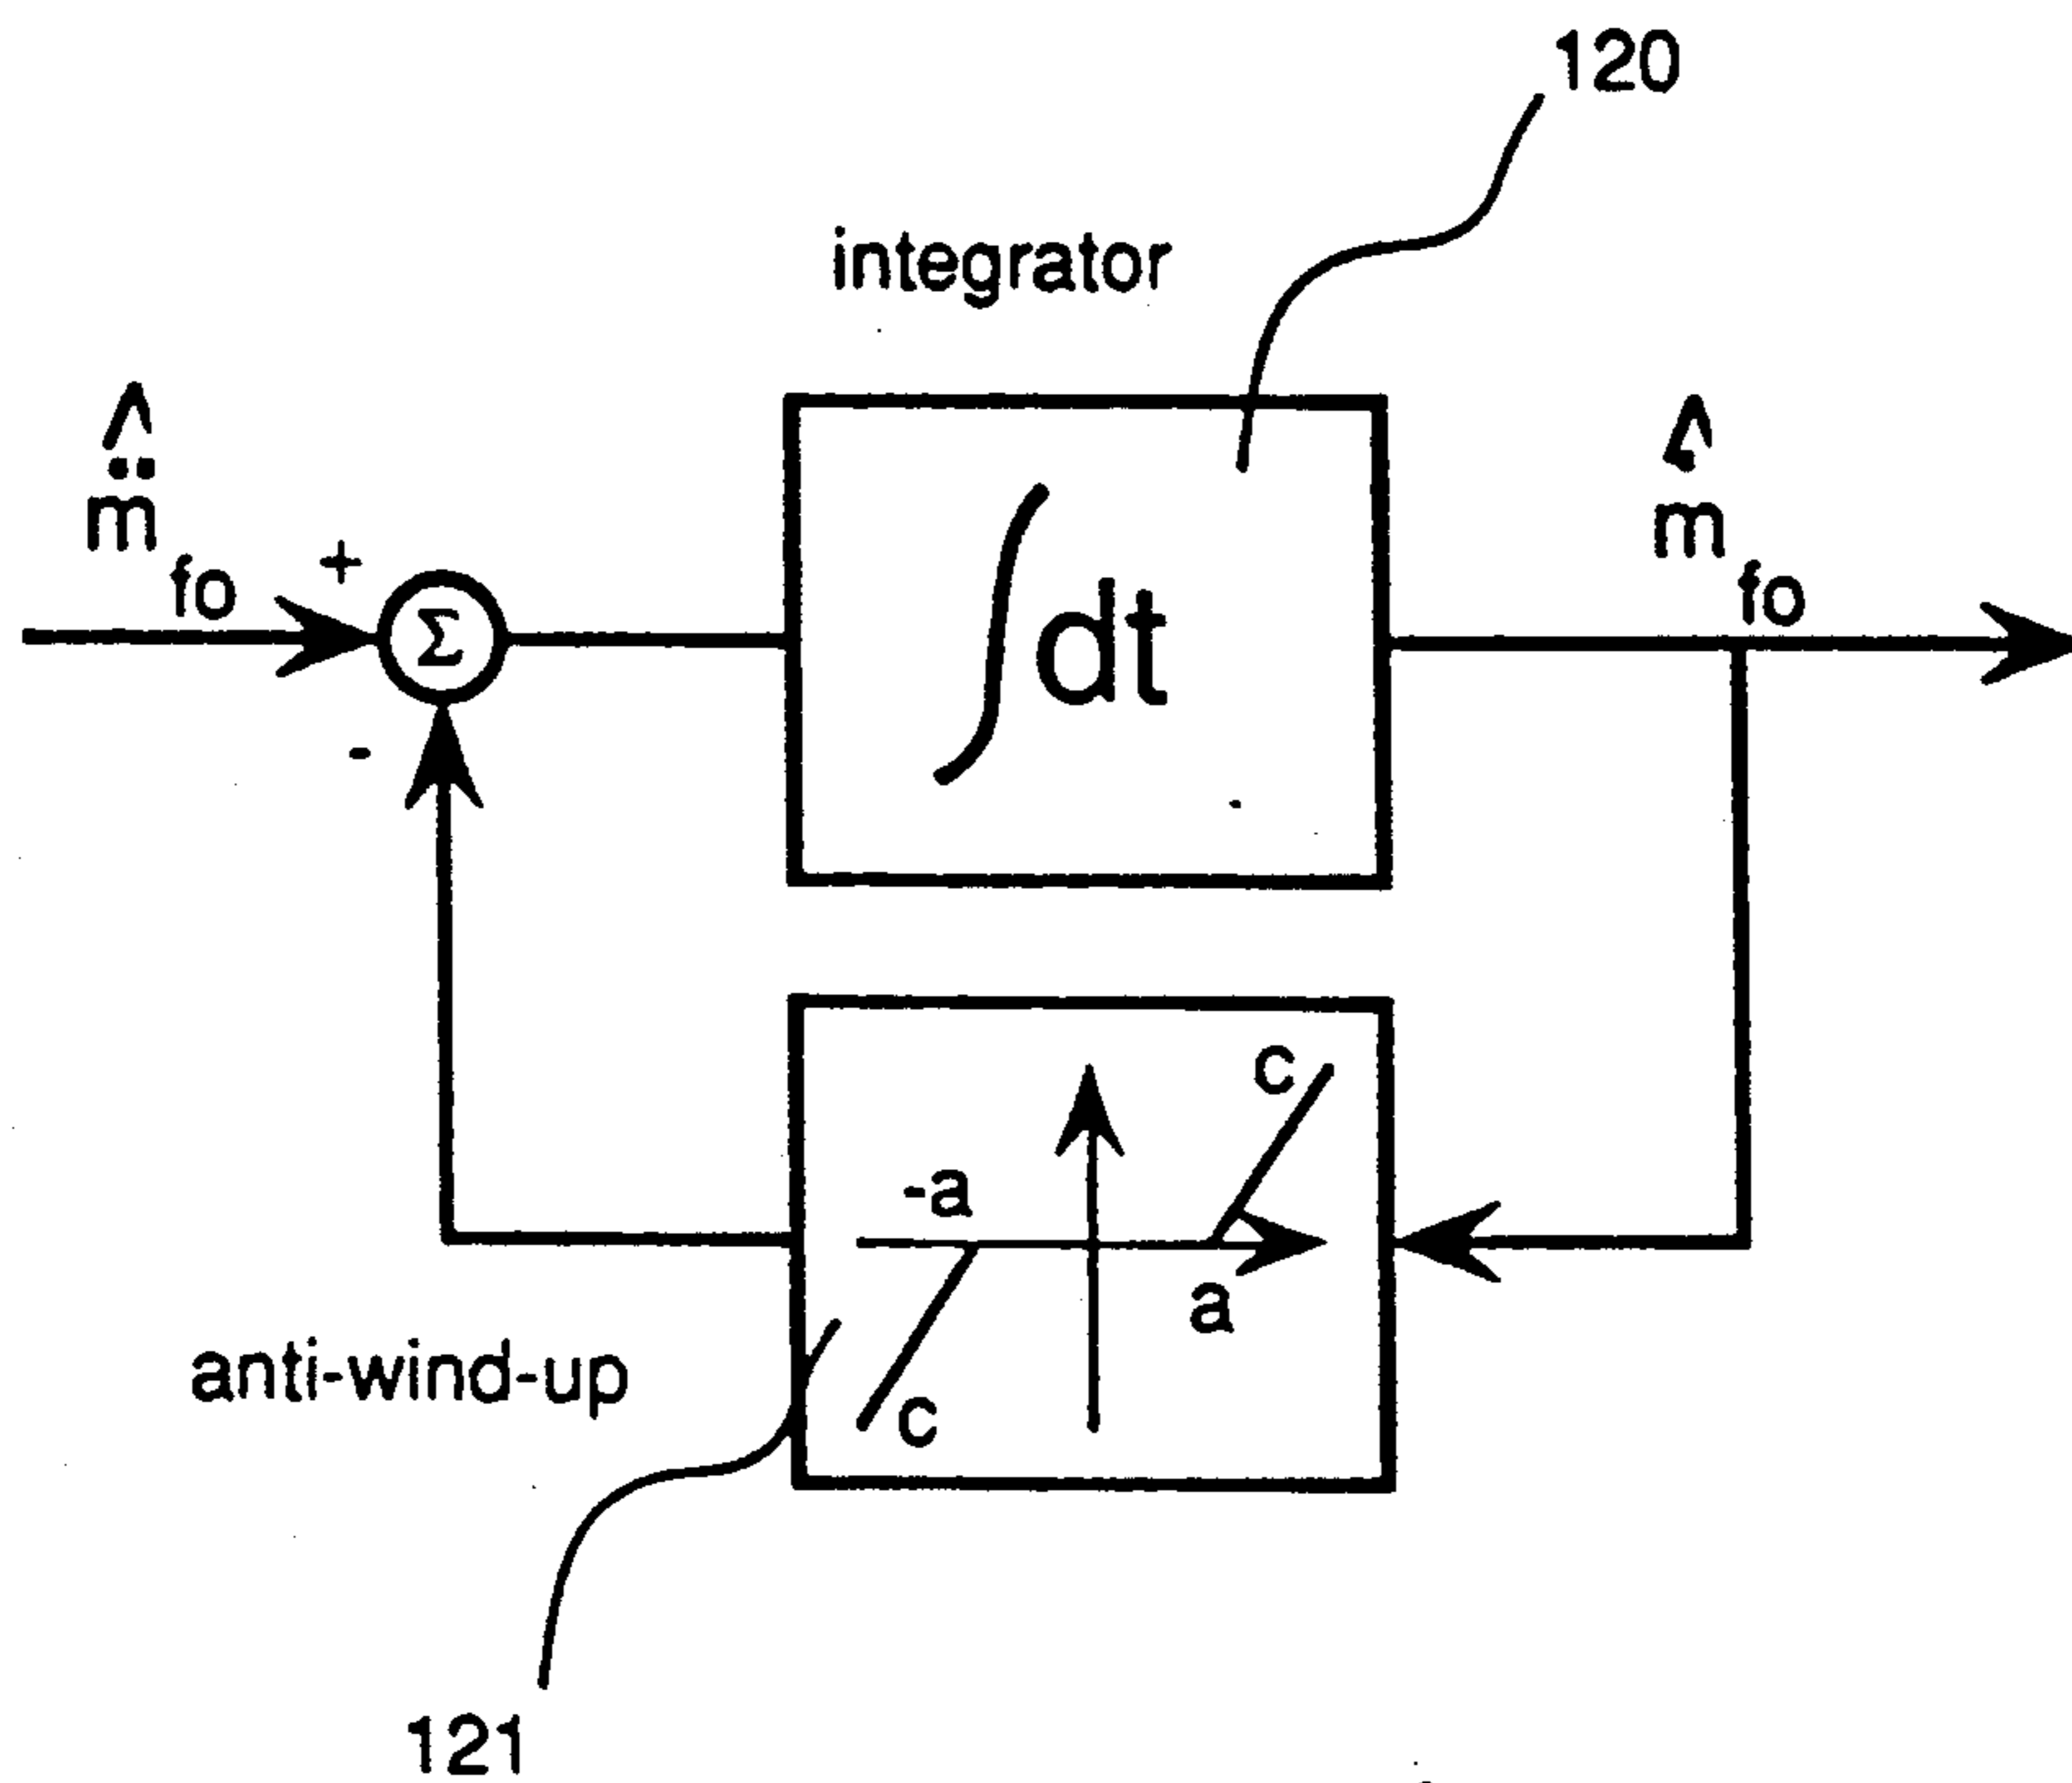 120
integrator
m̈̂ fo
ṁ̂ fo
+
Σ
∫dt
-
c
-a
a
anti-wind-up
c
121